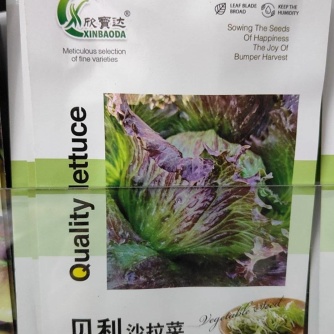 欣寳达®
XINBAODA
Meticulous selection
of fine varieties
LEAF BLADE
BROAD
KEEP THE
HUMIDITY
Sowing The Seeds
Of Happiness
The Joy Of
Bumper Harvest
Quality lettuce
贝利沙拉菜
Vegetable seed